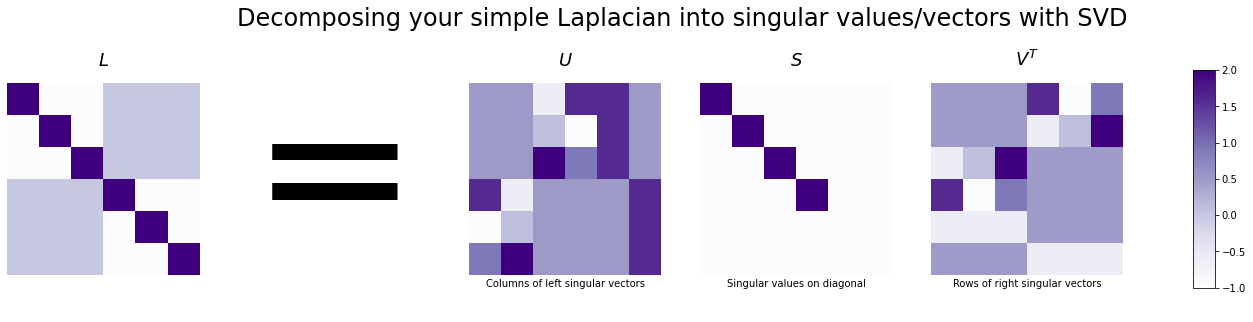 Decomposing your simple Laplacian into singular values/vectors with SVD
L
=
U
S
V^T
Columns of left singular vectors
Singular values on diagonal
Rows of right singular vectors
2.0
1.5
1.0
0.5
0.0
−0.5
−1.0